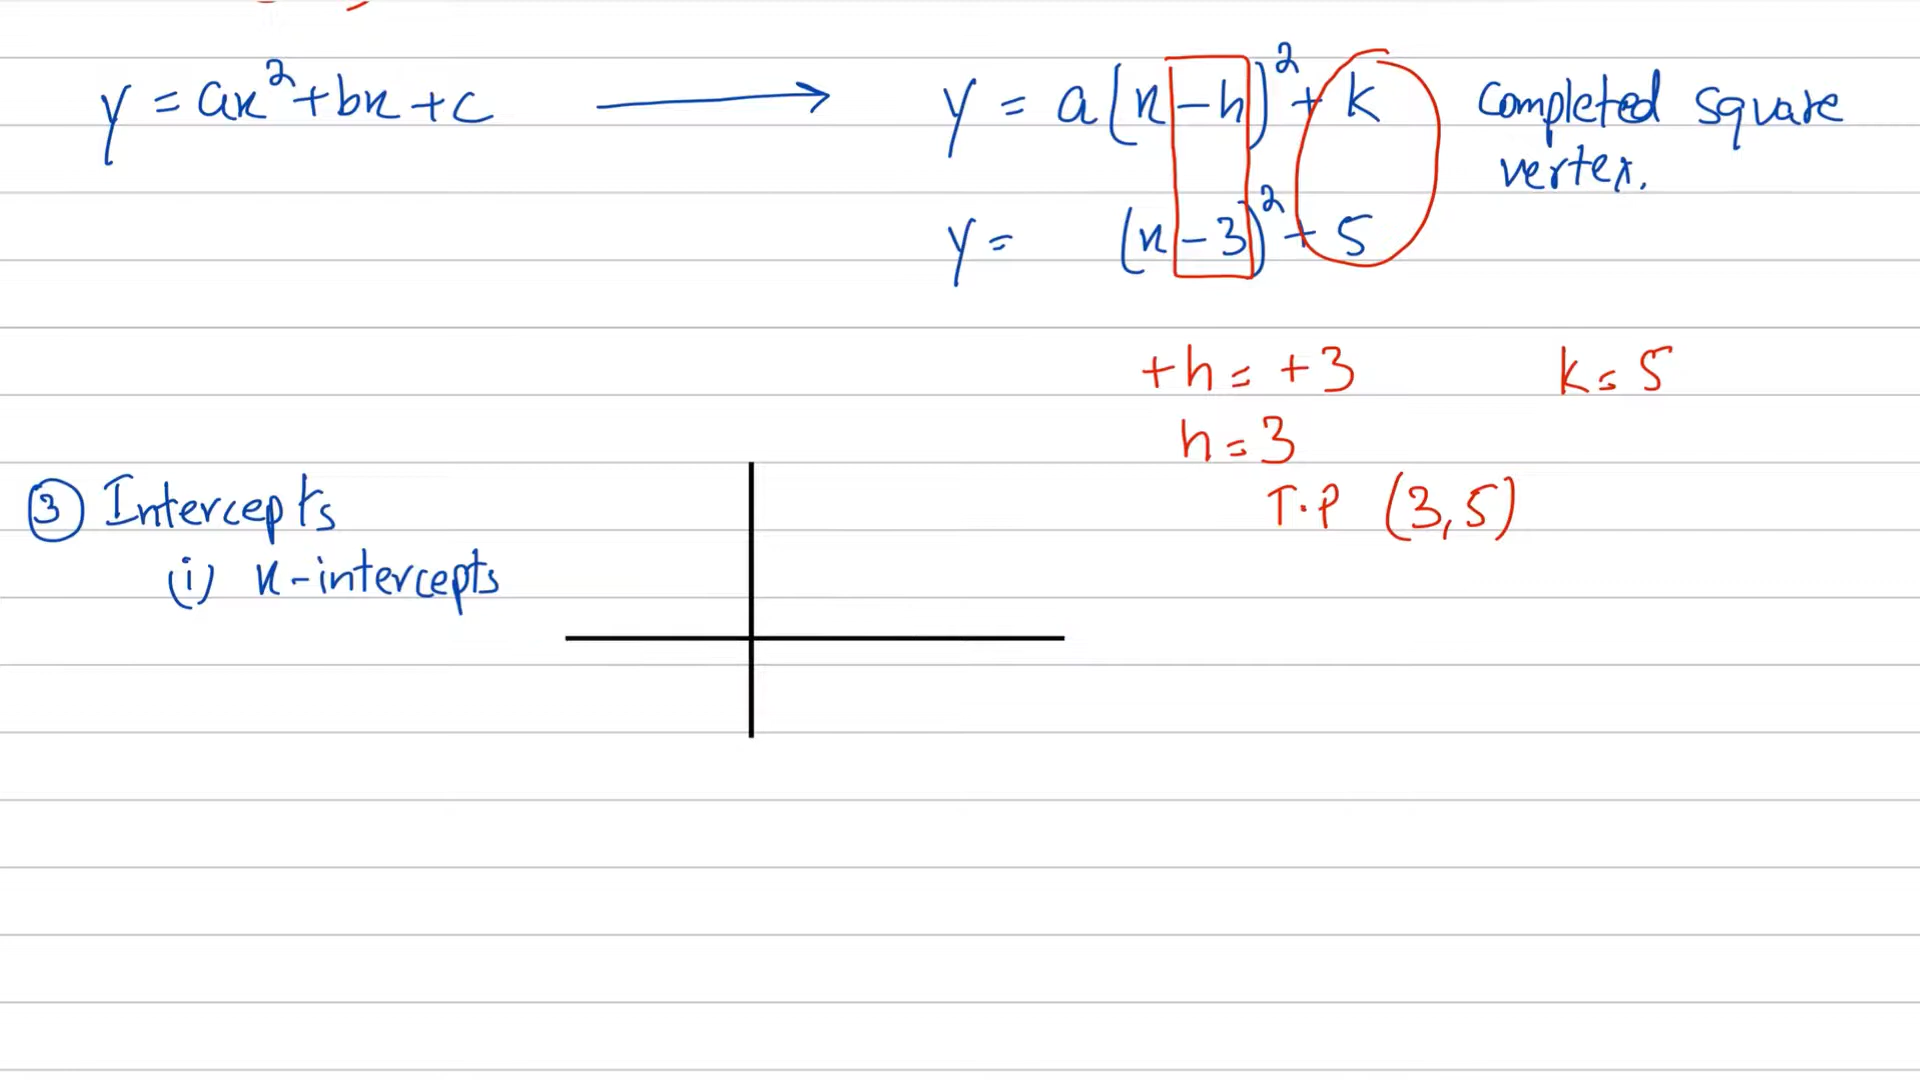 y = ax² + bx + c ⟶ y = a(x - h)² + k completed square
vertex.
y = (x - 3)² + 5
+h = +3 k = 5
h = 3
③ Intercepts
T.P (3, 5)
(i) x-intercepts